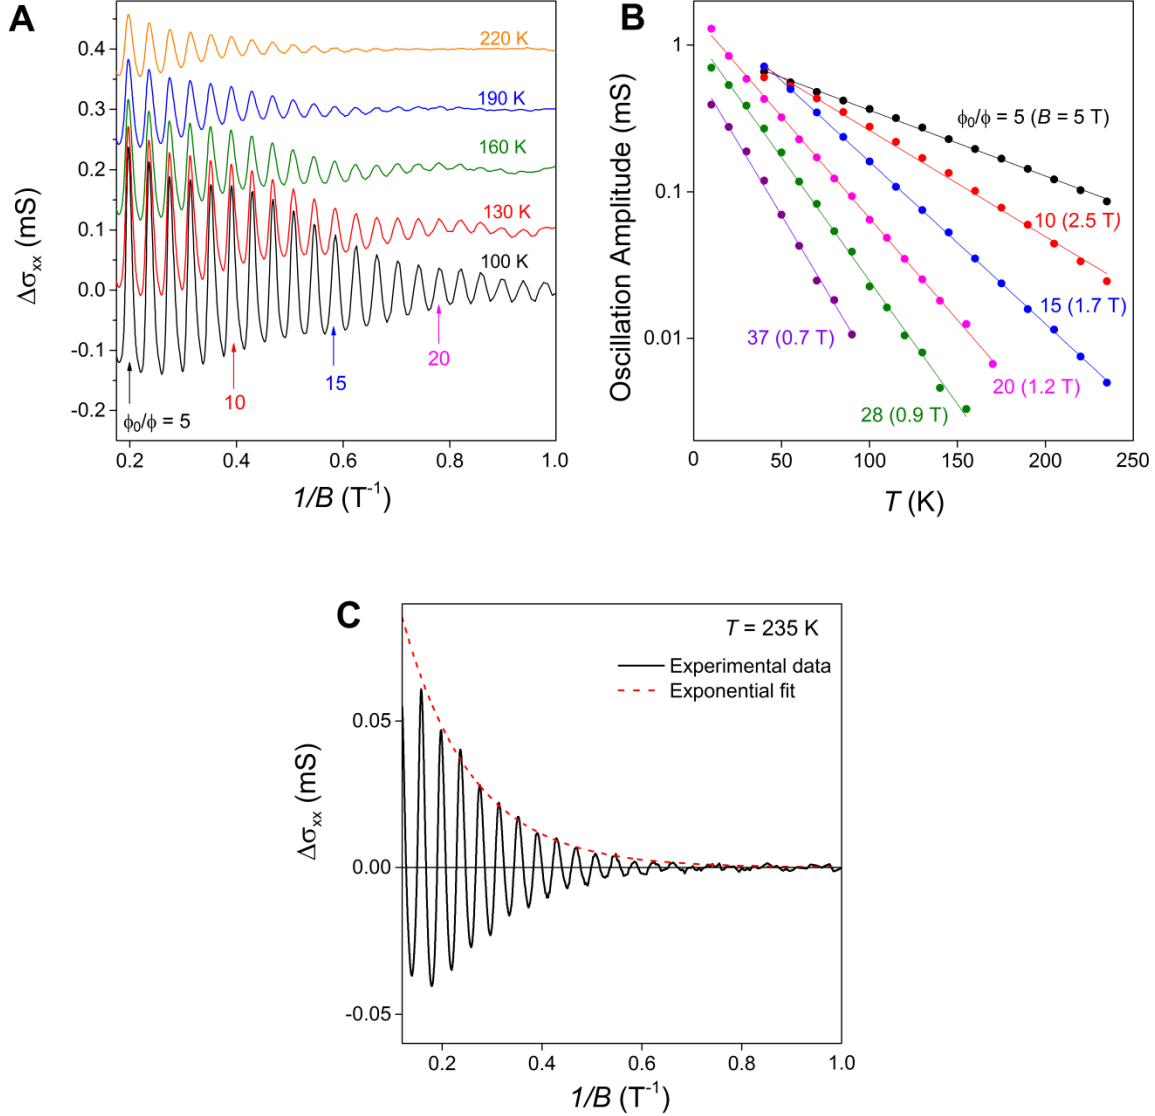 A
220 K
190 K
160 K
130 K
100 K
0.4
0.3
0.2
0.1
0.0
-0.1
-0.2
Δσxx (mS)
ϕ0/ϕ = 5
10
15
20
0.2 0.4 0.6 0.8 1.0
1/B (T-1)
B
1
0.1
0.01
Oscillation Amplitude (mS)
ϕ0/ϕ = 5 (B = 5 T)
10 (2.5 T)
15 (1.7 T)
20 (1.2 T)
28 (0.9 T)
37 (0.7 T)
50 100 150 200 250
T (K)
C
T = 235 K
Experimental data
Exponential fit
0.05
0.00
-0.05
Δσxx (mS)
0.2 0.4 0.6 0.8 1.0
1/B (T-1)